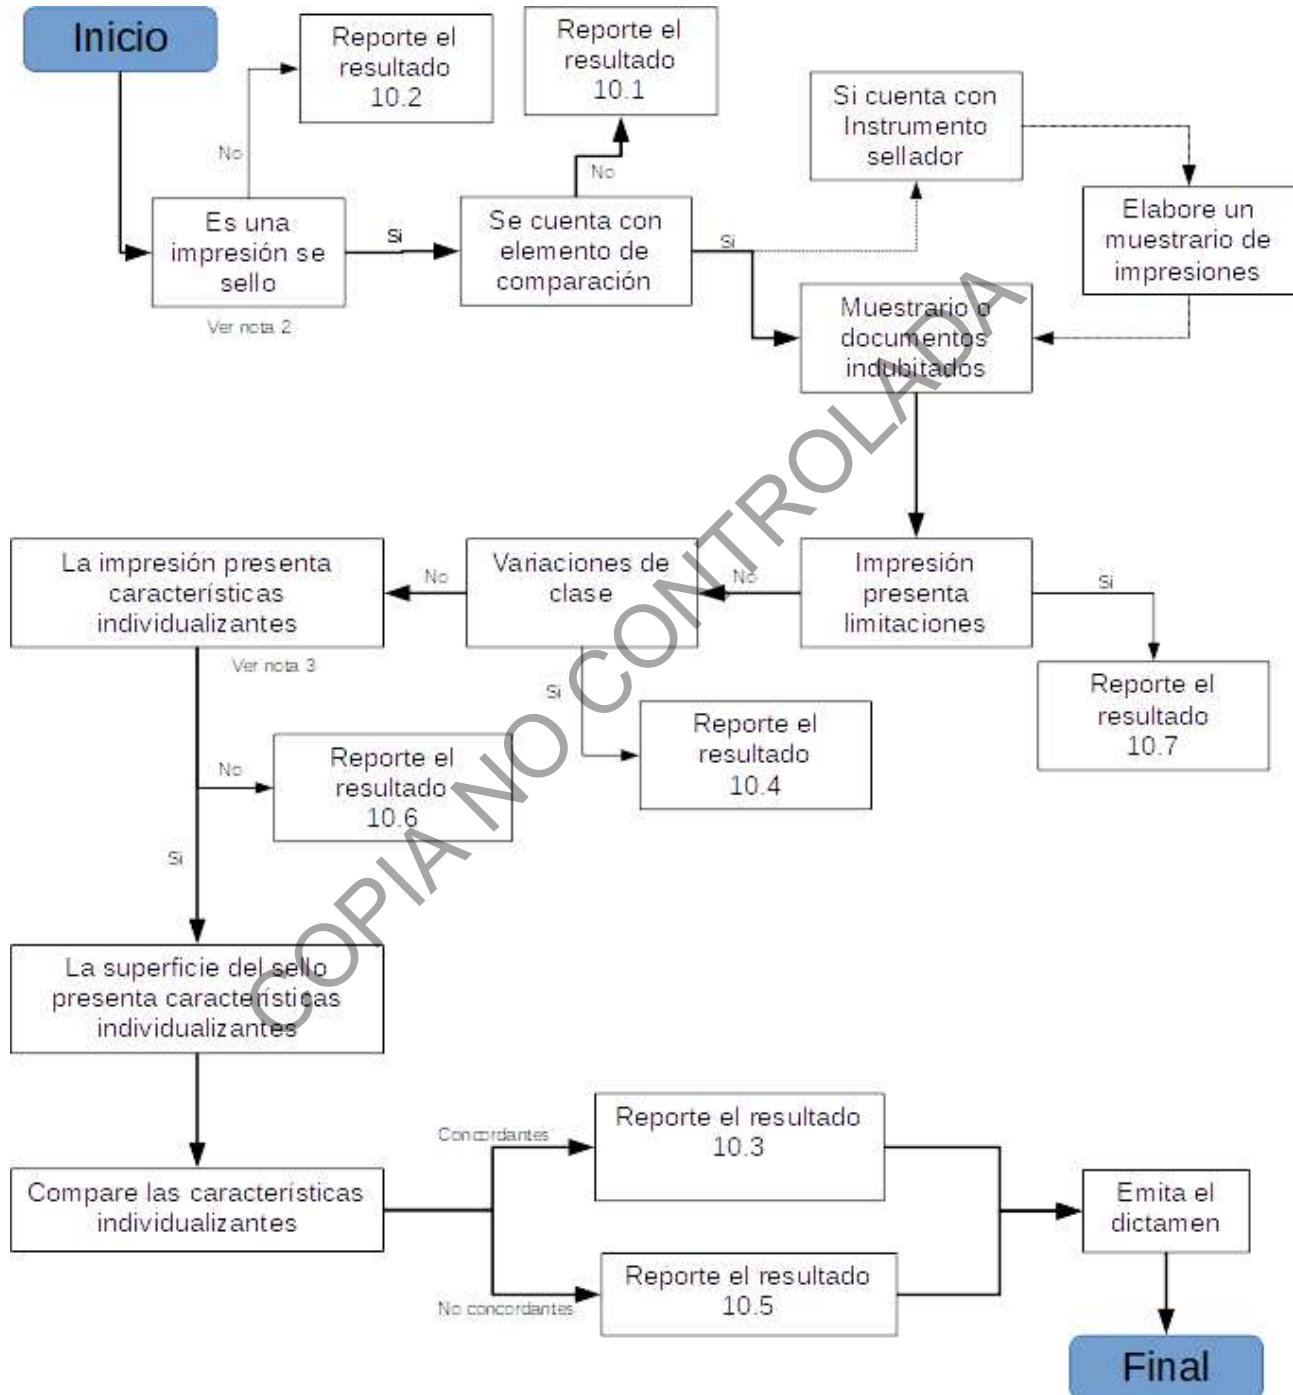 Inicio
Reporte el
resultado
10.2
Reporte el
resultado
10.1
Si cuenta con
Instrumento
sellador
No
No
Es una
impresión se
sello
Si
Se cuenta con
elemento de
comparación
Si
Elabore un
muestrario de
impresiones
Ver nota 2
Muestrario o
documentos
indubitados
La impresión presenta
características
individualizantes
No
Variaciones de
clase
No
Impresión
presenta
limitaciones
Si
Ver nota 3
Si
Reporte el
resultado
10.7
Reporte el
resultado
10.4
No
Reporte el
resultado
10.6
Si
La superficie del sello
presenta características
individualizantes
Compare las características
individualizantes
Concordantes
Reporte el resultado
10.3
No concordantes
Reporte el resultado
10.5
Emita el
dictamen
Final
COPIA NO CONTROLADA